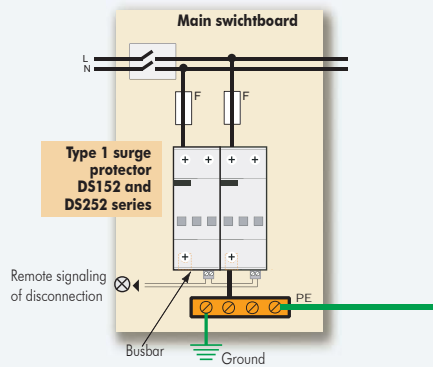 Main swichtboard
L
N
F
F
Type 1 surge
protector
DS152 and
DS252 series
+ + + +
+ +
Remote signaling
of disconnection
PE
Busbar
Ground